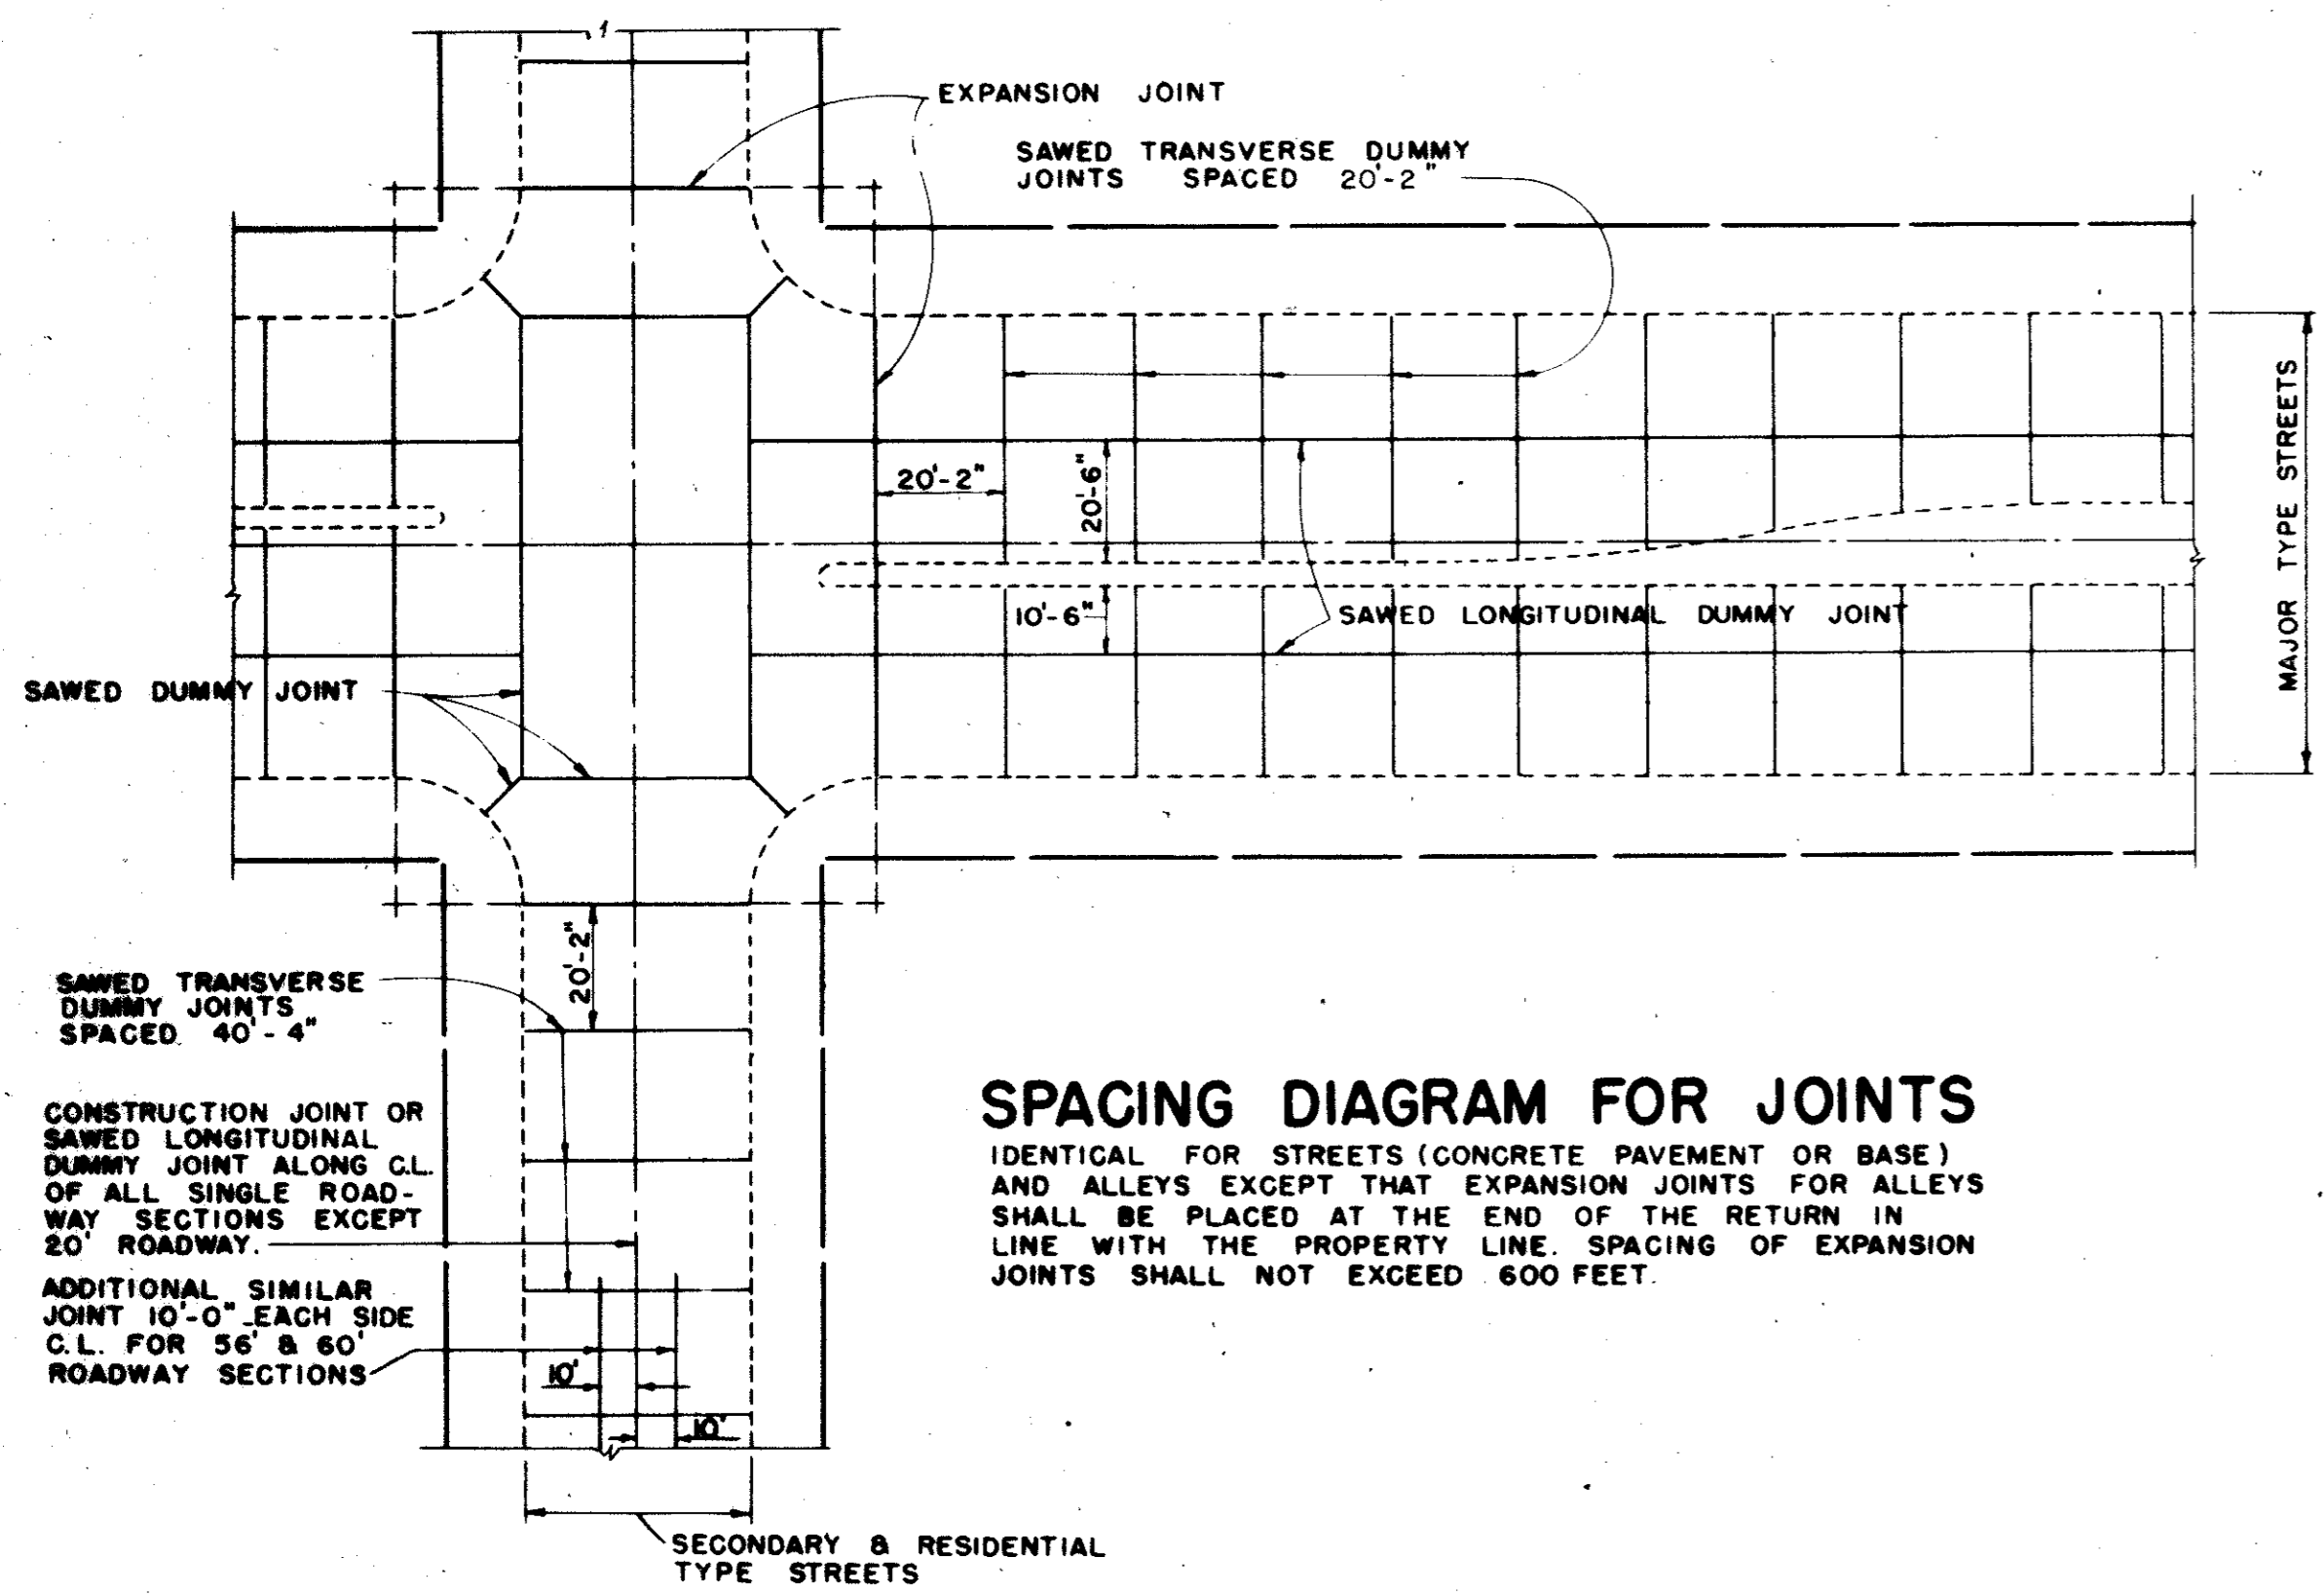 EXPANSION JOINT
SAWED TRANSVERSE DUMMY
JOINTS SPACED 20'-2"
20'-2"
20'-6"
10'-6"
SAWED LONGITUDINAL DUMMY JOINT
MAJOR TYPE STREETS
SAWED DUMMY JOINT
20'-2"
SAWED TRANSVERSE
DUMMY JOINTS
SPACED 40'-4"
CONSTRUCTION JOINT OR
SAWED LONGITUDINAL
DUMMY JOINT ALONG C.L.
OF ALL SINGLE ROAD-
WAY SECTIONS EXCEPT
20' ROADWAY.
ADDITIONAL SIMILAR
JOINT 10'-0" EACH SIDE
C.L. FOR 56' & 60'
ROADWAY SECTIONS
10'
10'
SECONDARY & RESIDENTIAL
TYPE STREETS
SPACING DIAGRAM FOR JOINTS
IDENTICAL FOR STREETS (CONCRETE PAVEMENT OR BASE)
AND ALLEYS EXCEPT THAT EXPANSION JOINTS FOR ALLEYS
SHALL BE PLACED AT THE END OF THE RETURN IN
LINE WITH THE PROPERTY LINE. SPACING OF EXPANSION
JOINTS SHALL NOT EXCEED 600 FEET.